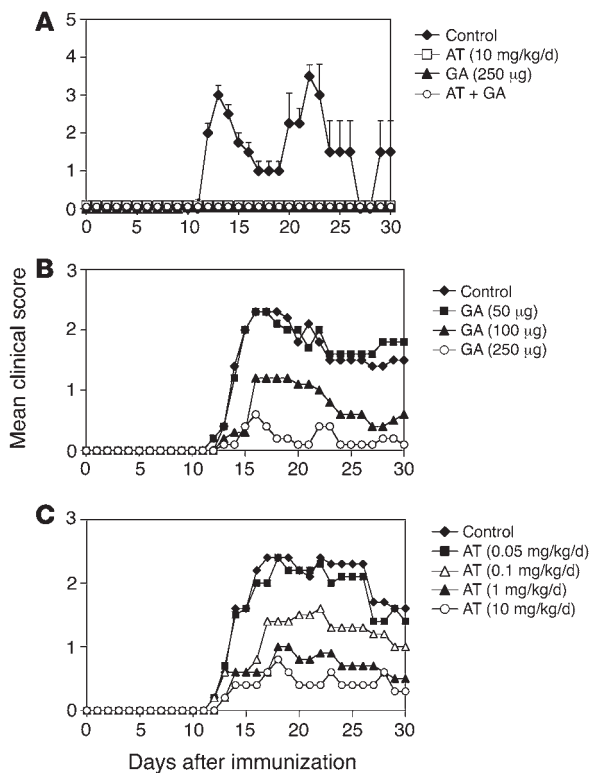 A
5
4
3
2
1
0
0 5 10 15 20 25 30
Control
AT (10 mg/kg/d)
GA (250 µg)
AT + GA
Mean clinical score
B
3
2
1
0
0 5 10 15 20 25 30
Control
GA (50 µg)
GA (100 µg)
GA (250 µg)
C
3
2
1
0
0 5 10 15 20 25 30
Control
AT (0.05 mg/kg/d)
AT (0.1 mg/kg/d)
AT (1 mg/kg/d)
AT (10 mg/kg/d)
Days after immunization